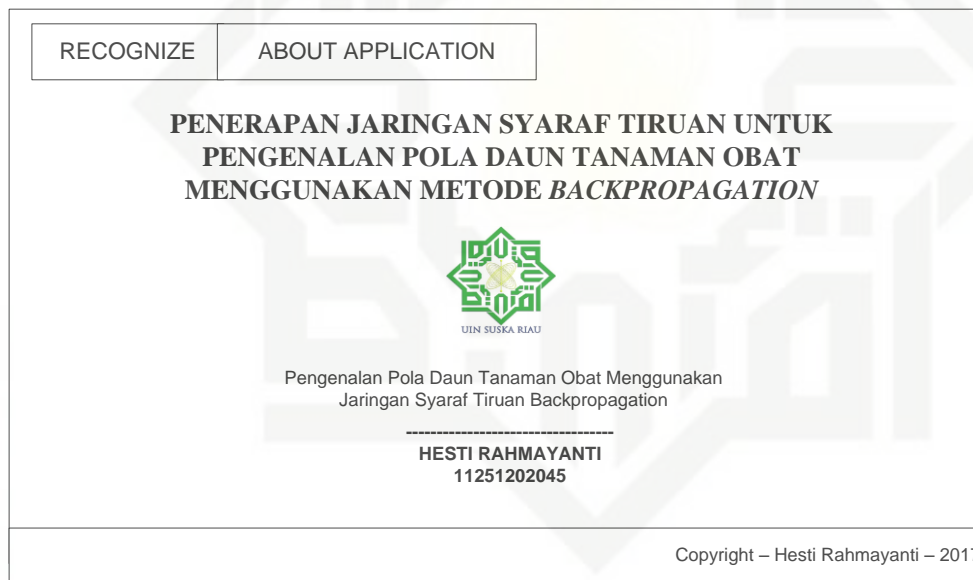 RECOGNIZE ABOUT APPLICATION
PENERAPAN JARINGAN SYARAF TIRUAN UNTUK
PENGENALAN POLA DAUN TANAMAN OBAT
MENGGUNAKAN METODE BACKPROPAGATION
UIN SUSKA RIAU
Pengenalan Pola Daun Tanaman Obat Menggunakan
Jaringan Syaraf Tiruan Backpropagation
----------------------------------
HESTI RAHMAYANTI
11251202045
Copyright – Hesti Rahmayanti – 2017